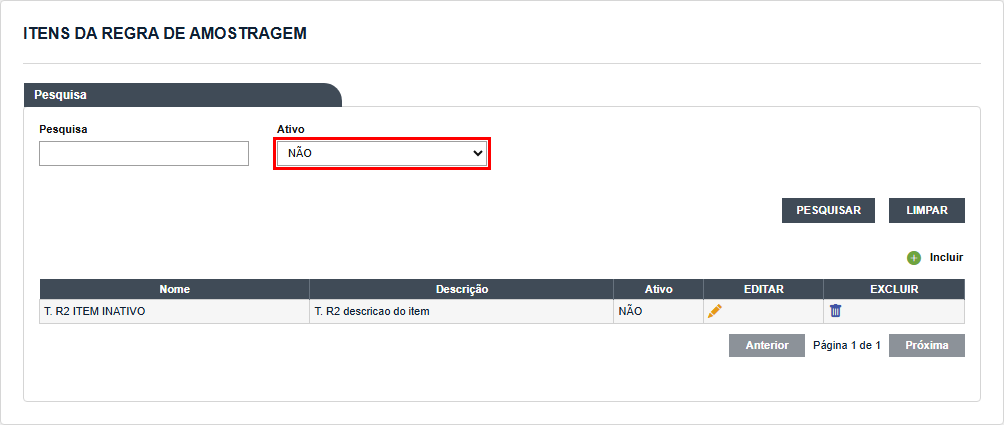 ITENS DA REGRA DE AMOSTRAGEM
Pesquisa
Pesquisa Ativo
NÃO
PESQUISAR LIMPAR
Incluir
Nome Descrição Ativo EDITAR EXCLUIR
T. R2 ITEM INATIVO T. R2 descricao do item NÃO
Anterior Página 1 de 1 Próxima